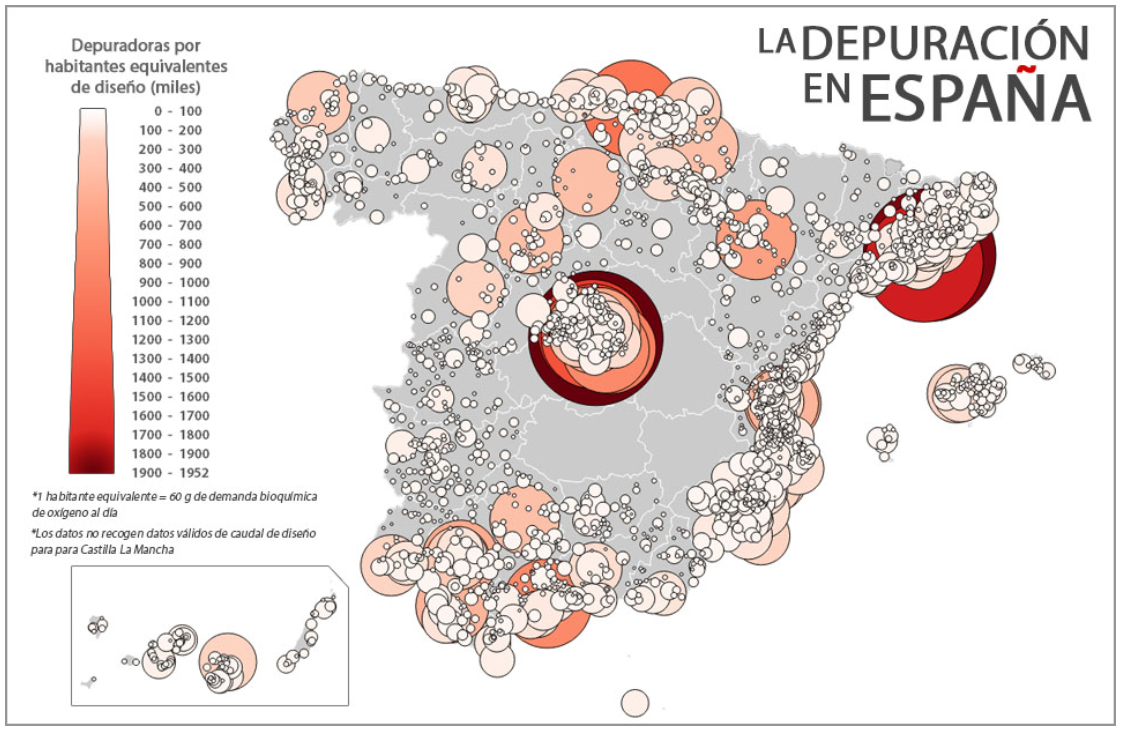 LA DEPURACIÓN
EN ESPAÑA
Depuradoras por
habitantes equivalentes
de diseño (miles)
0 - 100
100 - 200
200 - 300
300 - 400
400 - 500
500 - 600
600 - 700
700 - 800
800 - 900
900 - 1000
1000 - 1100
1100 - 1200
1200 - 1300
1300 - 1400
1400 - 1500
1500 - 1600
1600 - 1700
1700 - 1800
1800 - 1900
1900 - 1952
*1 habitante equivalente = 60 g de demanda bioquímica
de oxígeno al día
*Los datos no recogen datos válidos de caudal de diseño
para para Castilla La Mancha